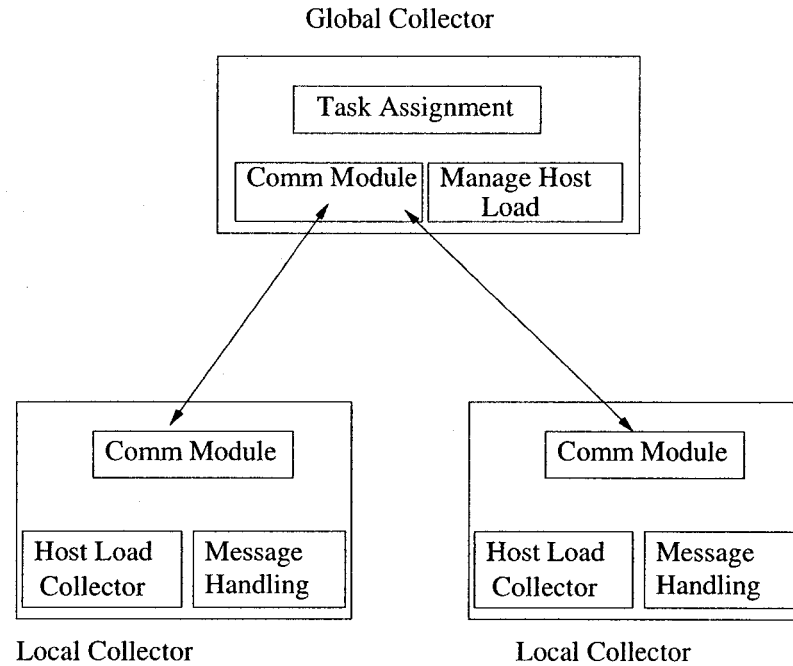 Global Collector
Task Assignment
Comm Module
Manage Host
Load
Comm Module
Comm Module
Host Load
Collector
Message
Handling
Host Load
Collector
Message
Handling
Local Collector
Local Collector